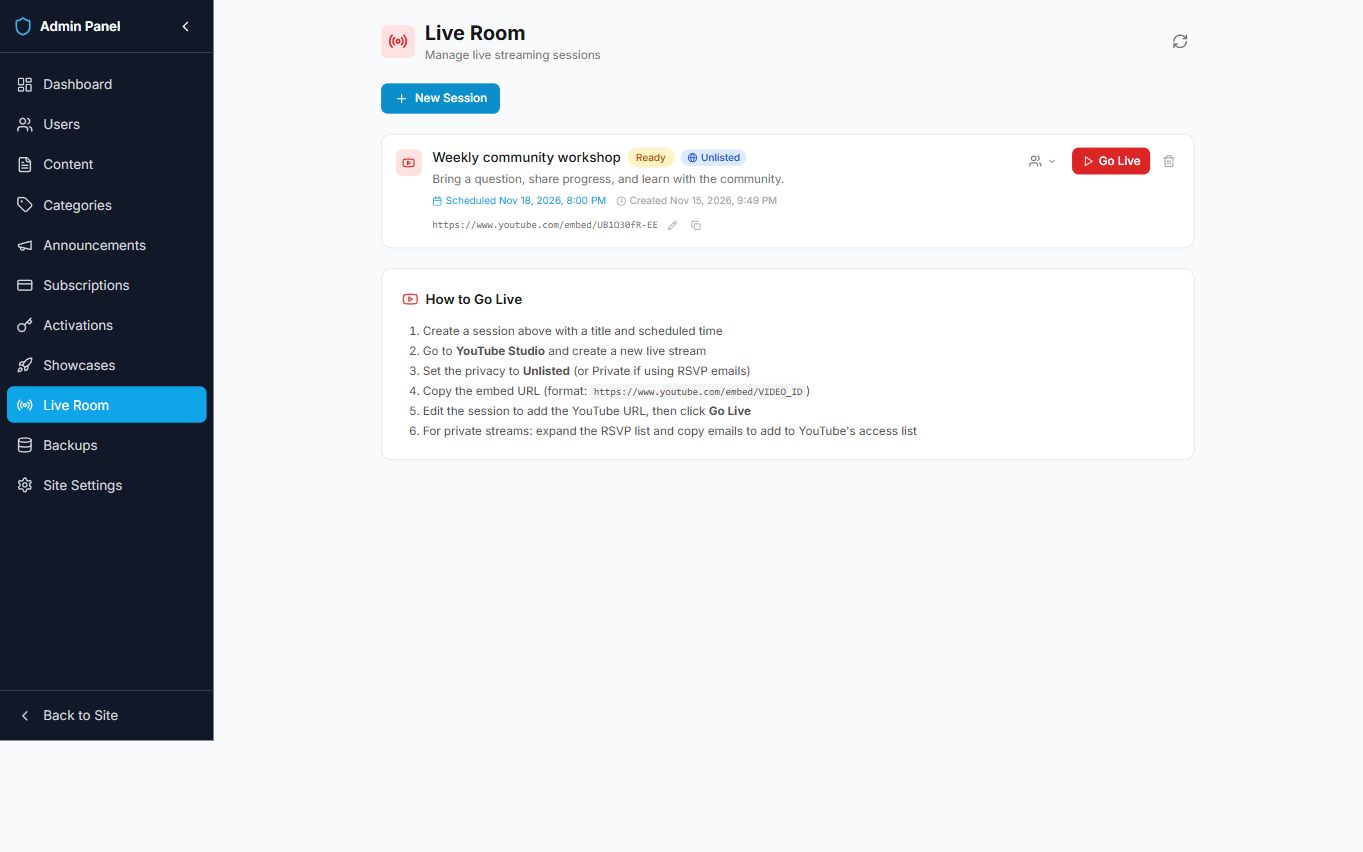 Admin Panel
Dashboard
Users
Content
Categories
Announcements
Subscriptions
Activations
Showcases
Live Room
Backups
Site Settings
Back to Site
Live Room
Manage live streaming sessions
New Session
Weekly community workshop Ready Unlisted Go Live
Bring a question, share progress, and learn with the community.
Scheduled Nov 18, 2026, 8:00 PM Created Nov 15, 2026, 9:49 PM
https://www.youtube.com/embed/UB1O30fR-EE
How to Go Live
1. Create a session above with a title and scheduled time
2. Go to YouTube Studio and create a new live stream
3. Set the privacy to Unlisted (or Private if using RSVP emails)
4. Copy the embed URL (format: https://www.youtube.com/embed/VIDEO_ID )
5. Edit the session to add the YouTube URL, then click Go Live
6. For private streams: expand the RSVP list and copy emails to add to YouTube's access list